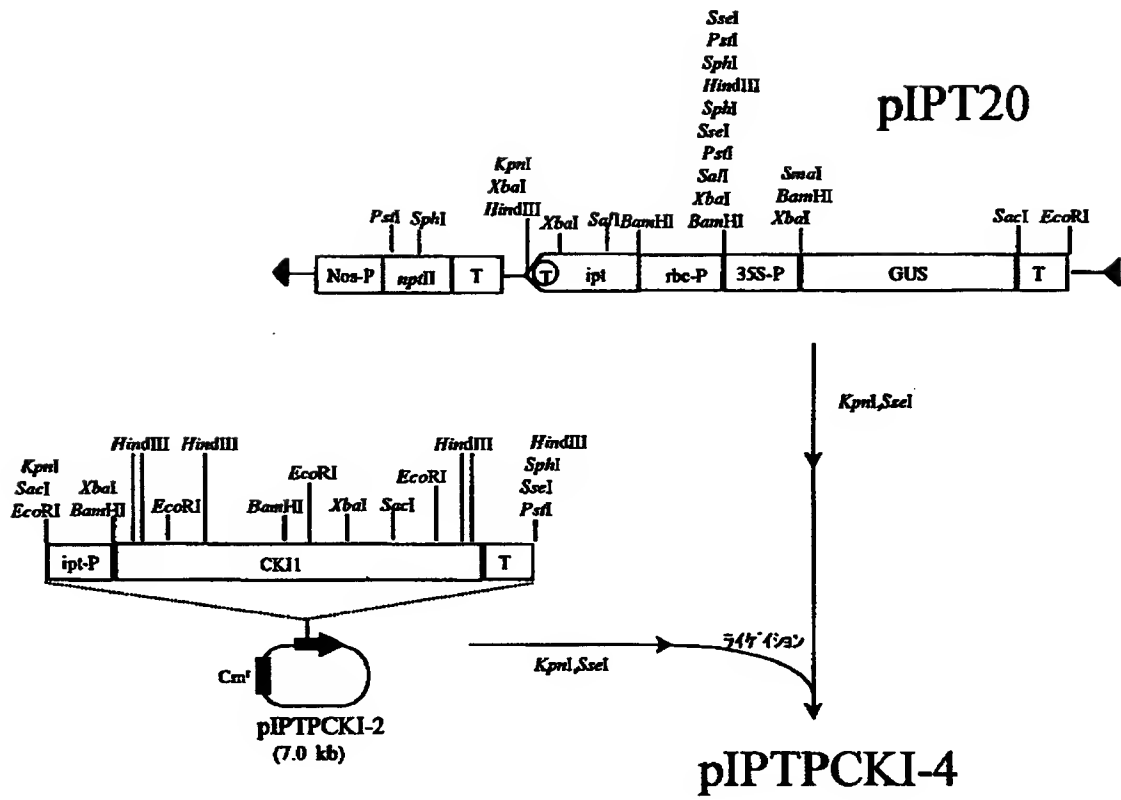 SseI
PstI
SphI
HindIII
SphI
SseI
PstI
SalI
XbaI
BamHI
pIPT20
KpnI
XbaI
HindIII
SmaI
BamHI
XbaI
PstI
SphI
XbaI
SalI
BamHI
SacI
EcoRI
Nos-P
nptII
T
T
ipt
rbc-P
35S-P
GUS
T
KpnI,SseI
KpnI
SacI
EcoRI
XbaI
BamHI
HindIII
EcoRI
HindIII
BamHI
EcoRI
XbaI
SacI
EcoRI
HindIII
HindIII
SphI
SseI
PstI
ipt-P
CKI1
T
Cmʳ
pIPTPCKI-2
(7.0 kb)
KpnI,SseI
ライゲイション
pIPTPCKI-4